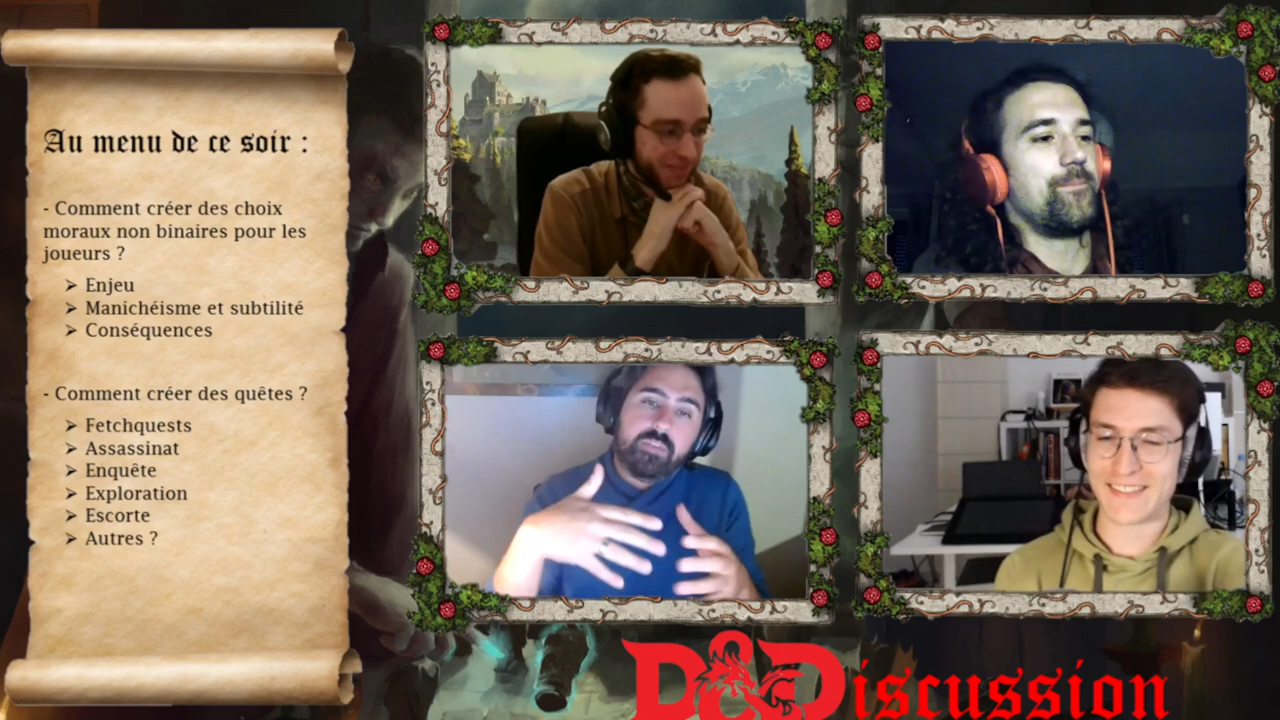 Au menu de ce soir :
- Comment créer des choix
moraux non binaires pour les
joueurs ?
➤ Enjeu
➤ Manichéisme et subtilité
➤ Conséquences
- Comment créer des quêtes ?
➤ Fetchquests
➤ Assassinat
➤ Enquête
➤ Exploration
➤ Escorte
➤ Autres ?
D&Discussion